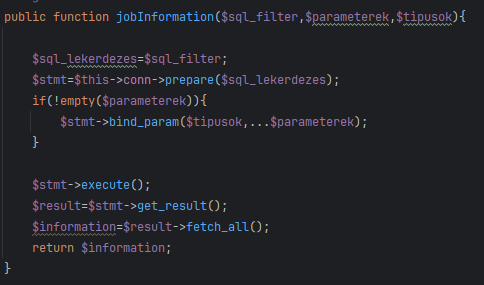 public function jobInformation($sql_filter,$parameterek,$tipusok){
$sql_lekerdezes=$sql_filter;
$stmt=$this->conn->prepare($sql_lekerdezes);
if(!empty($parameterek)){
$stmt->bind_param($tipusok,...$parameterek);
}
$stmt->execute();
$result=$stmt->get_result();
$information=$result->fetch_all();
return $information;
}